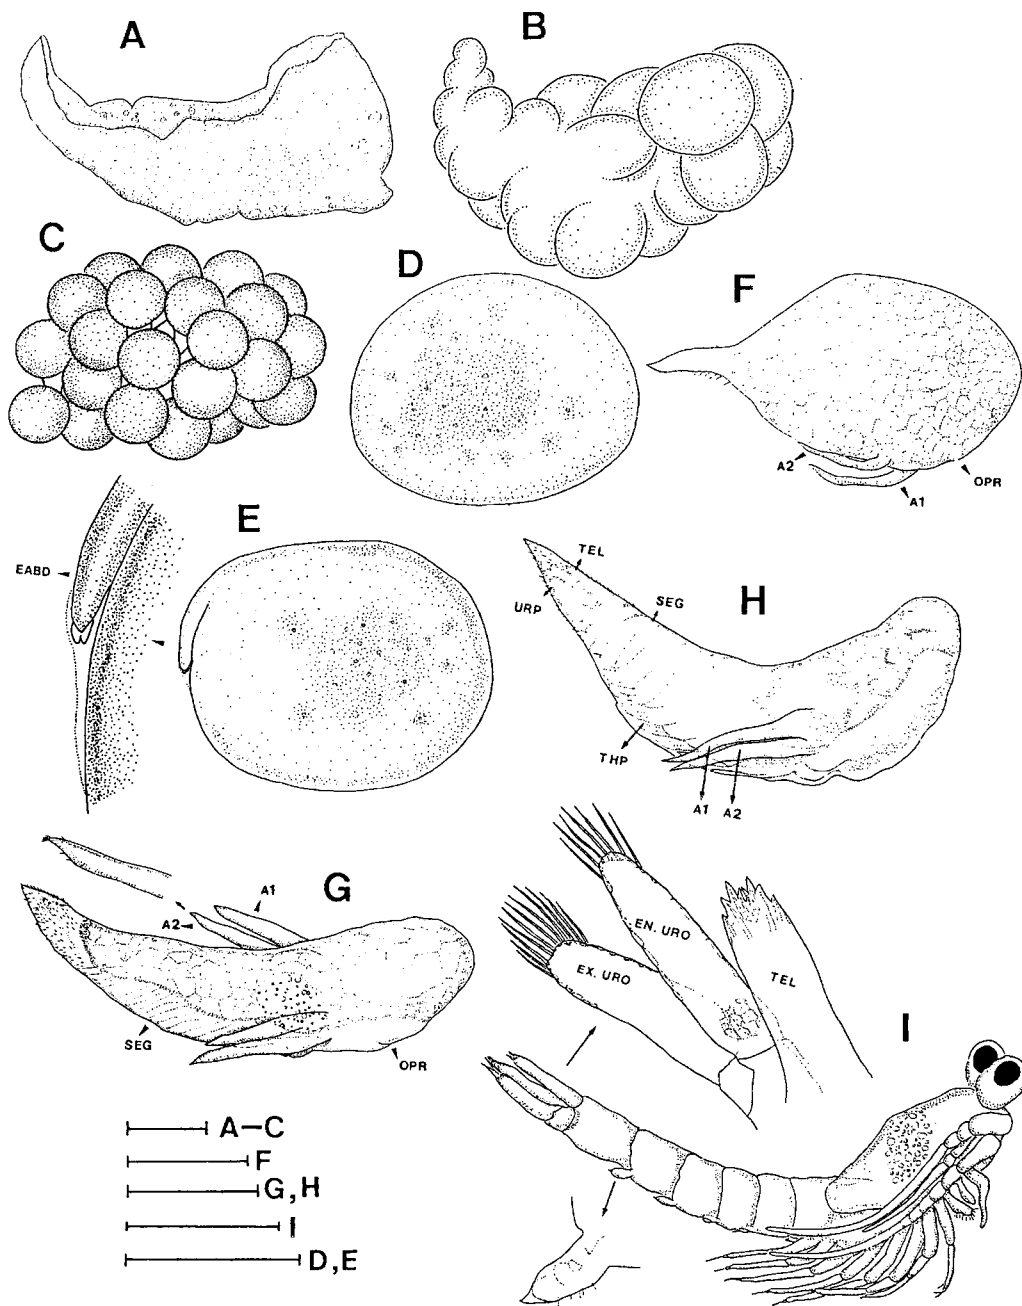 A
B
C
D
F
A2
A1
OPR
E
EABD
TEL
URP
SEG
H
THP
A1
A2
G
A1
A2
SEG
OPR
EN. URO
EX. URO
TEL
I
A–C
F
G,H
I
D,E